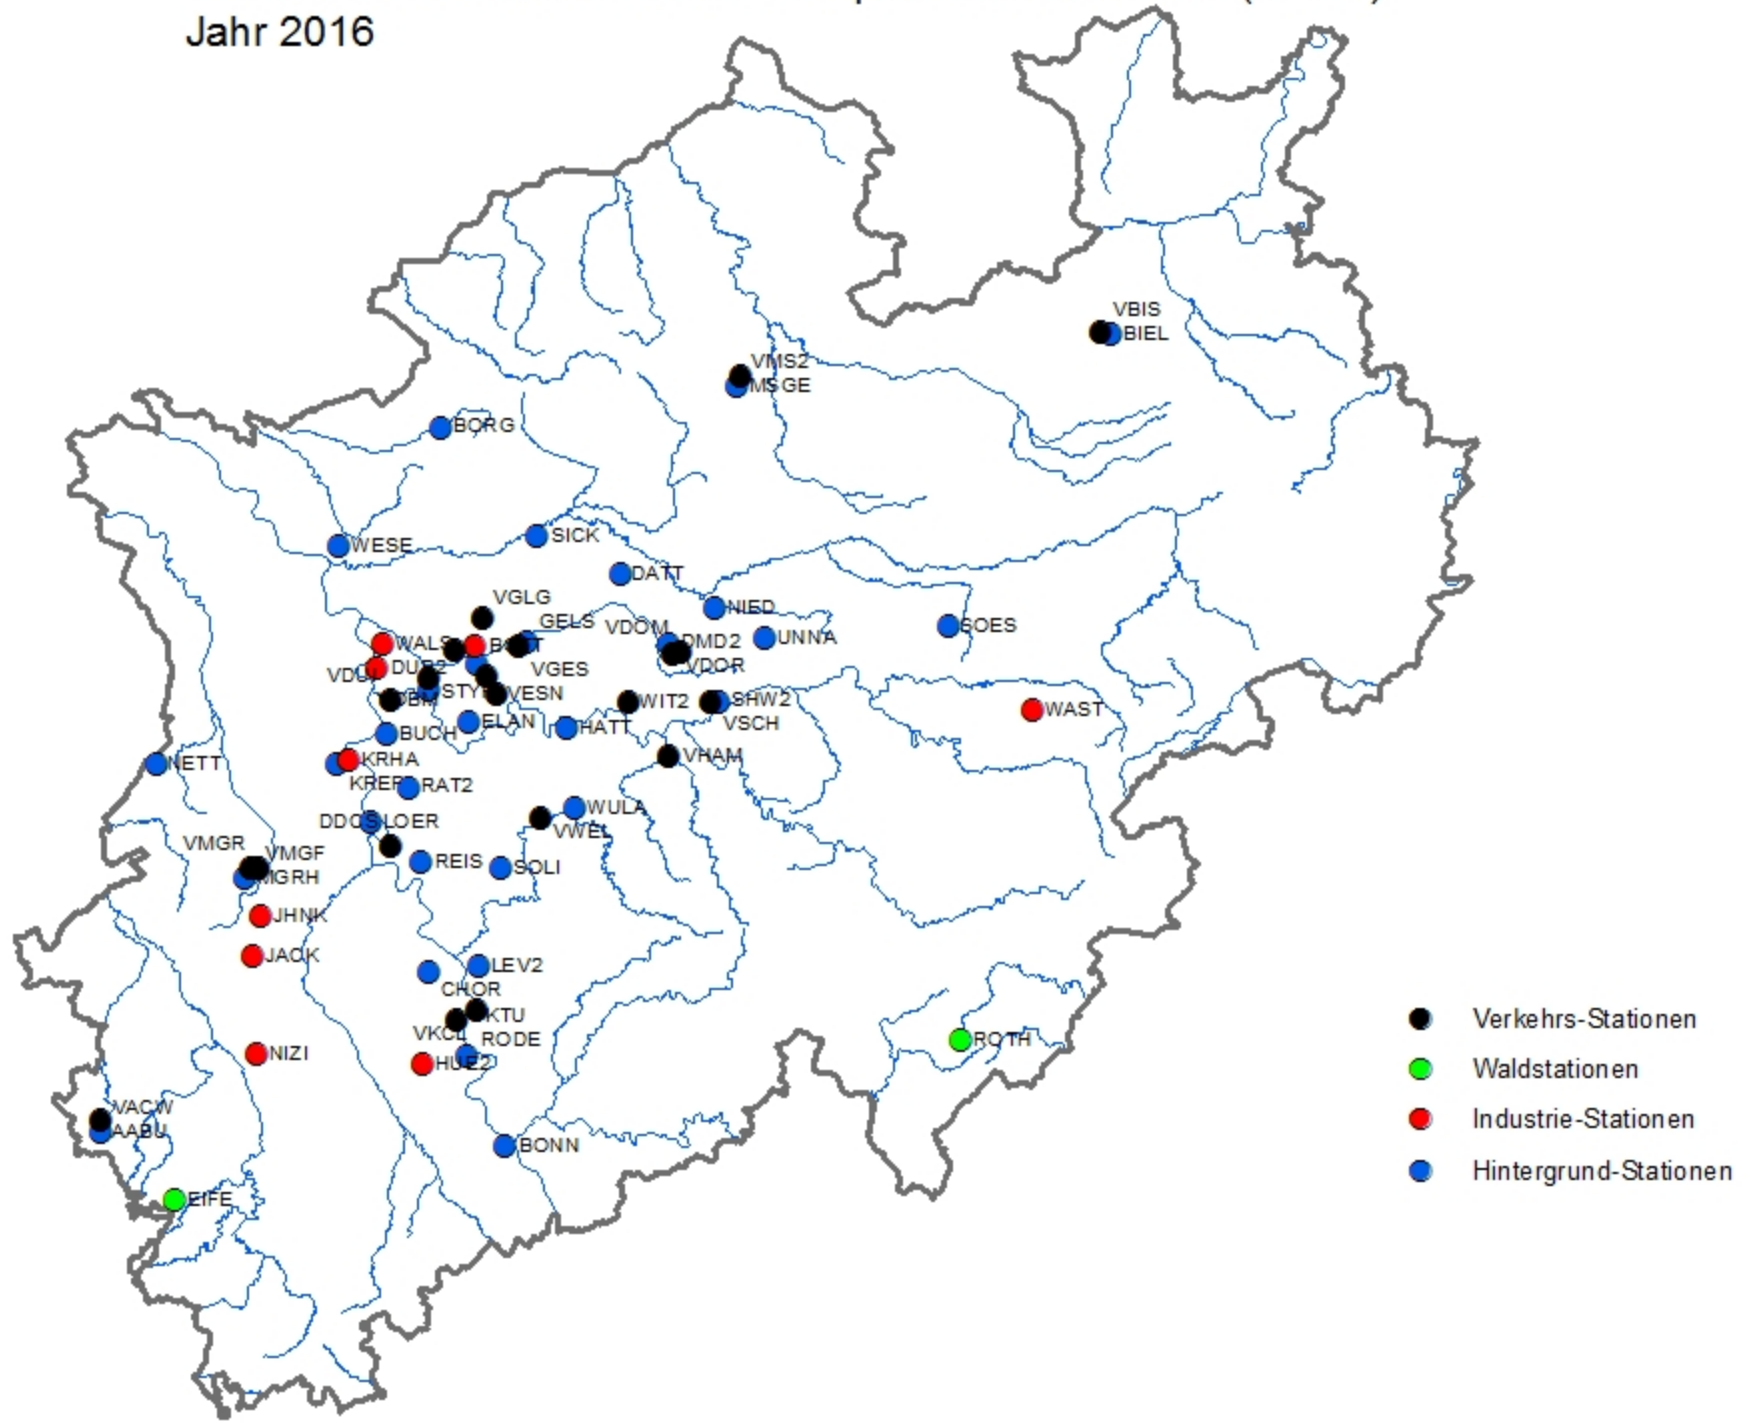 Jahr 2016
VBIS
BIEL
VMS2
MSGE
BORG
SICK
WESE
DATT
VGLG
NIED
GELS
VDOM
SOES
UNNA
WALS
DMD2
VDOR
VGES
VESN
WIT2
SHW2
WAST
ELAN
VSCH
HATT
BUCH
VHAM
KRHA
NETT
RAT2
WULA
LOER
VWEL
VMGR
VMGF
REIS
SOLI
MGRH
JHNK
JACK
LEV2
CHOR
KTU
Verkehrs-Stationen
RODE
ROTH
NIZI
HUE2
Waldstationen
VACW
Industrie-Stationen
AABU
BONN
Hintergrund-Stationen
EIFE